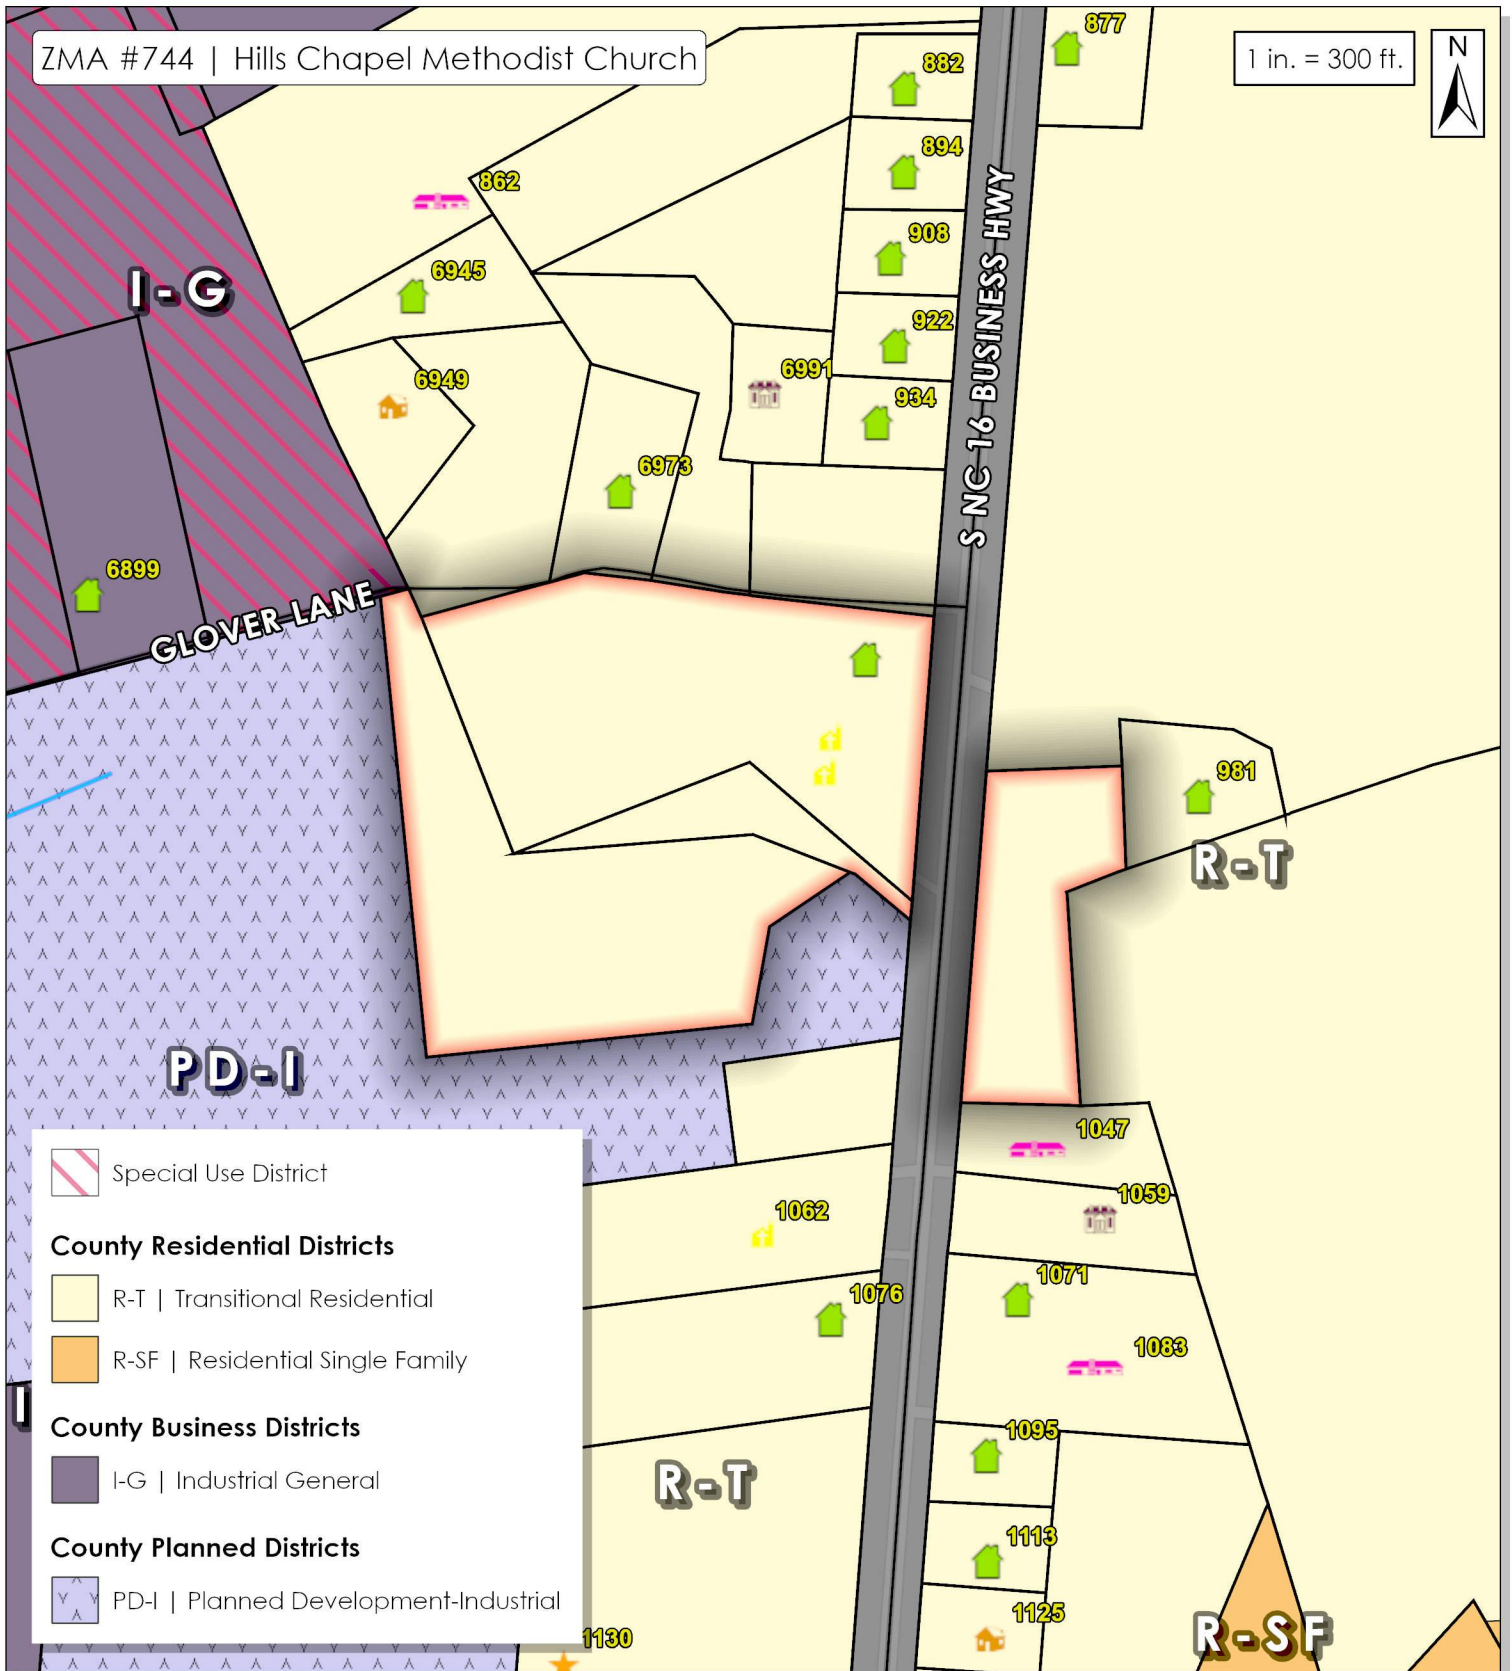 877
ZMA #744 | Hills Chapel Methodist Church
1 in. = 300 ft.
N
882
894
862
908
6945
I-G
922
6991
6949
934
S NC 16 BUSINESS HWY
6973
6899
GLOVER LANE
981
R-T
PD-I
1047
1059
1062
1071
1076
1083
1095
R-T
1113
1125
1130
R-SF
I
Special Use District
County Residential Districts
R-T | Transitional Residential
R-SF | Residential Single Family
County Business Districts
I-G | Industrial General
County Planned Districts
PD-I | Planned Development-Industrial